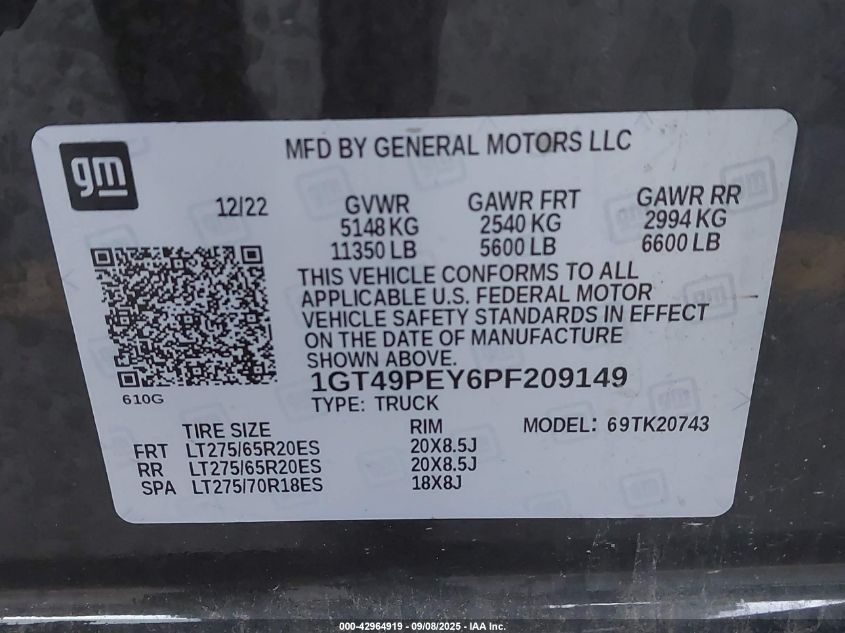 gm
MFD BY GENERAL MOTORS LLC
12/22 GVWR GAWR FRT GAWR RR
5148 KG 2540 KG 2994 KG
11350 LB 5600 LB 6600 LB
THIS VEHICLE CONFORMS TO ALL
APPLICABLE U.S. FEDERAL MOTOR
VEHICLE SAFETY STANDARDS IN EFFECT
ON THE DATE OF MANUFACTURE
SHOWN ABOVE.
1GT49PEY6PF209149
610G
TYPE: TRUCK
TIRE SIZE RIM MODEL: 69TK20743
FRT LT275/65R20ES 20X8.5J
RR LT275/65R20ES 20X8.5J
SPA LT275/70R18ES 18X8J
000-42964919 - 09/08/2025 - IAA Inc.